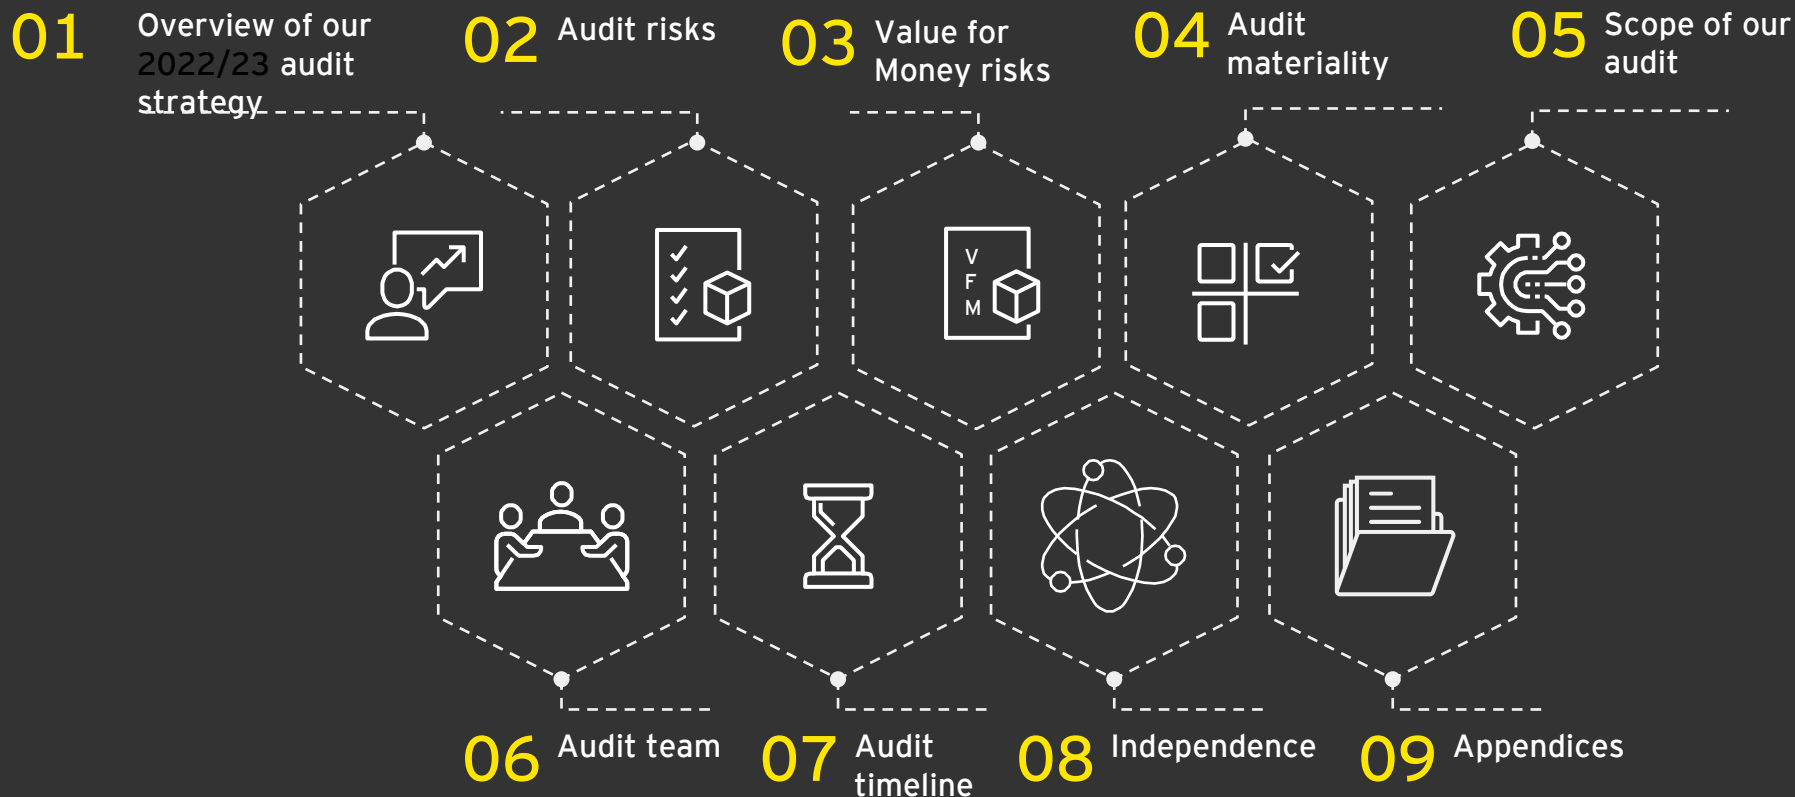 01
Overview of our
2022/23 audit
strategy
02
Audit risks
03
Value for
Money risks
04
Audit
materiality
05
Scope of our
audit
V
F
M
06
Audit team
07
Audit
timeline
08
Independence
09
Appendices